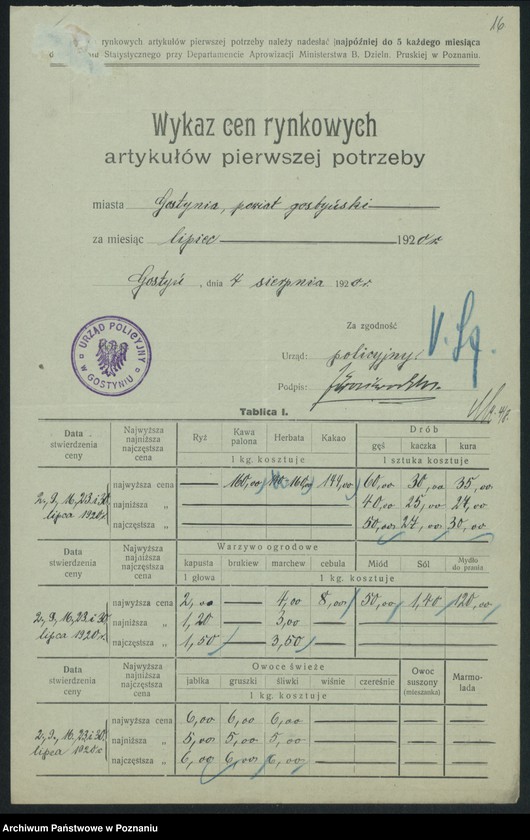 16
rynkowych artykułów pierwszej potrzeby należy nadesłać (najpóźniej do 5 każdego miesiąca
Statystycznego przy Departamencie Aprowizacji Ministerstwa B. Dzieln. Pruskiej w Poznaniu.
Wykaz cen rynkowych
artykułów pierwszej potrzeby
miasta Gostynia, powiat gostyński
za miesiąc lipiec 1920 r.
Gostyń, dnia 4 sierpnia 1920 r.
Za zgodność
Urząd: policyjny
Podpis:
URZĄD POLICYJNY
W GOSTYNIU
Tablica I.
Data stwierdzenia ceny Najwyższa najniższa najczęstsza cena Ryż Kawa palona Herbata Kakao Drób
gęś kaczka kura
1 kg. kosztuje 1 sztuka kosztuje
2, 9, 16, 23 i 30 lipca 1920 r.
najwyższa cena — 160,00 144,00 60,00 30,00 35,00
najniższa „ 40,00 25,00 24,00
najczęstsza „ 50,00 27,00 30,00
Data stwierdzenia ceny Najwyższa najniższa najczęstsza cena Warzywo ogrodowe
kapusta brukiew marchew cebula Miód Sól Mydło do prania
1 głowa 1 kg. kosztuje
2, 9, 16, 23 i 30 lipca 1920 r.
najwyższa cena 2,00 — 4,00 8,00 50,00 1,40 120,00
najniższa „ 1,20 — 3,00 — — — —
najczęstsza „ 1,50 — 3,50 — — — —
Data stwierdzenia ceny Najwyższa najniższa najczęstsza cena Owoce świeże
jabłka gruszki śliwki wiśnie czereśnie Owoc suszony (mieszanka) Marmolada
1 kg. kosztuje
2, 9, 16, 23 i 30 lipca 1920 r.
najwyższa cena 6,00 6,00 6,00 — — — —
najniższa „ 5,00 5,00 5,00 — — — —
najczęstsza „ 6,00 6,00 6,00 — — — —
Archiwum Państwowe w Poznaniu